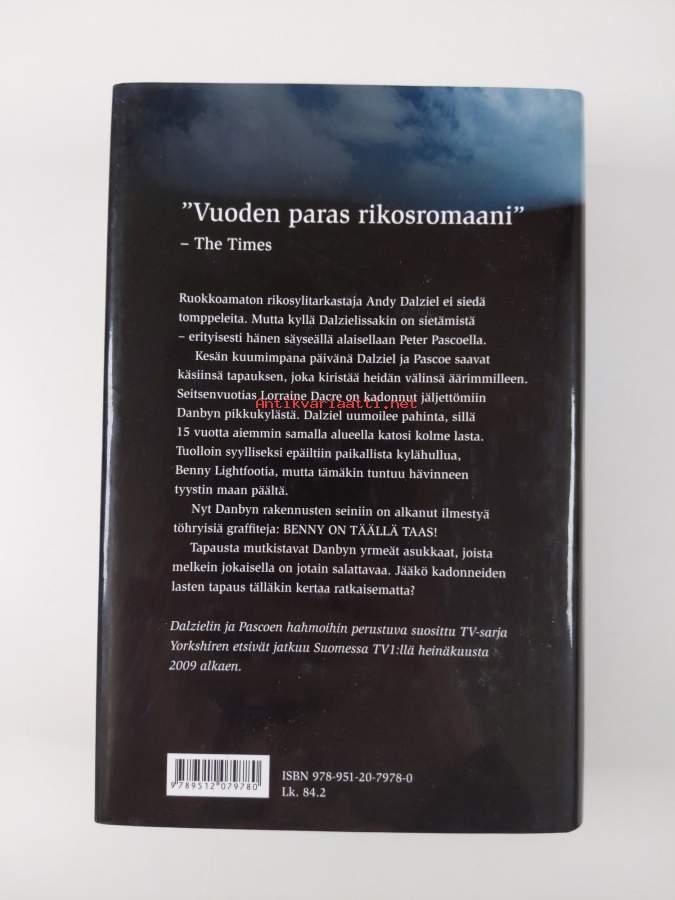 ”Vuoden paras rikosromaani”
– The Times
Ruokkoamaton rikosylitarkastaja Andy Dalziel ei siedä
tomppeleita. Mutta kyllä Dalzielissakin on sietämistä
– erityisesti hänen säyseällä alaisellaan Peter Pascoella.
Kesän kuumimpana päivänä Dalziel ja Pascoe saavat
käsiinsä tapauksen, joka kiristää heidän välinsä äärimmilleen.
Seitsenvuotias Lorraine Dacre on kadonnut jäljettömiin
Antikvariaatti.net
Danbyn pikkukylästä. Dalziel uumoilee pahinta, sillä
15 vuotta aiemmin samalla alueella katosi kolme lasta.
Tuolloin syylliseksi epäiltiin paikallista kylähullua,
Benny Lightfootia, mutta tämäkin tuntuu hävinneen
tyystin maan päältä.
Nyt Danbyn rakennusten seiniin on alkanut ilmestyä
töhryisiä graffiteja: BENNY ON TÄÄLLÄ TAAS!
Tapausta mutkistavat Danbyn yrmeät asukkaat, joista
melkein jokaisella on jotain salattavaa. Jääkö kadonneiden
lasten tapaus tälläkin kertaa ratkaisematta?
Dalzielin ja Pascoen hahmoihin perustuva suosittu TV-sarja
Yorkshiren etsivät jatkuu Suomessa TV1:llä heinäkuusta
2009 alkaen.
ISBN 978-951-20-7978-0
Lk. 84.2
9789512079780